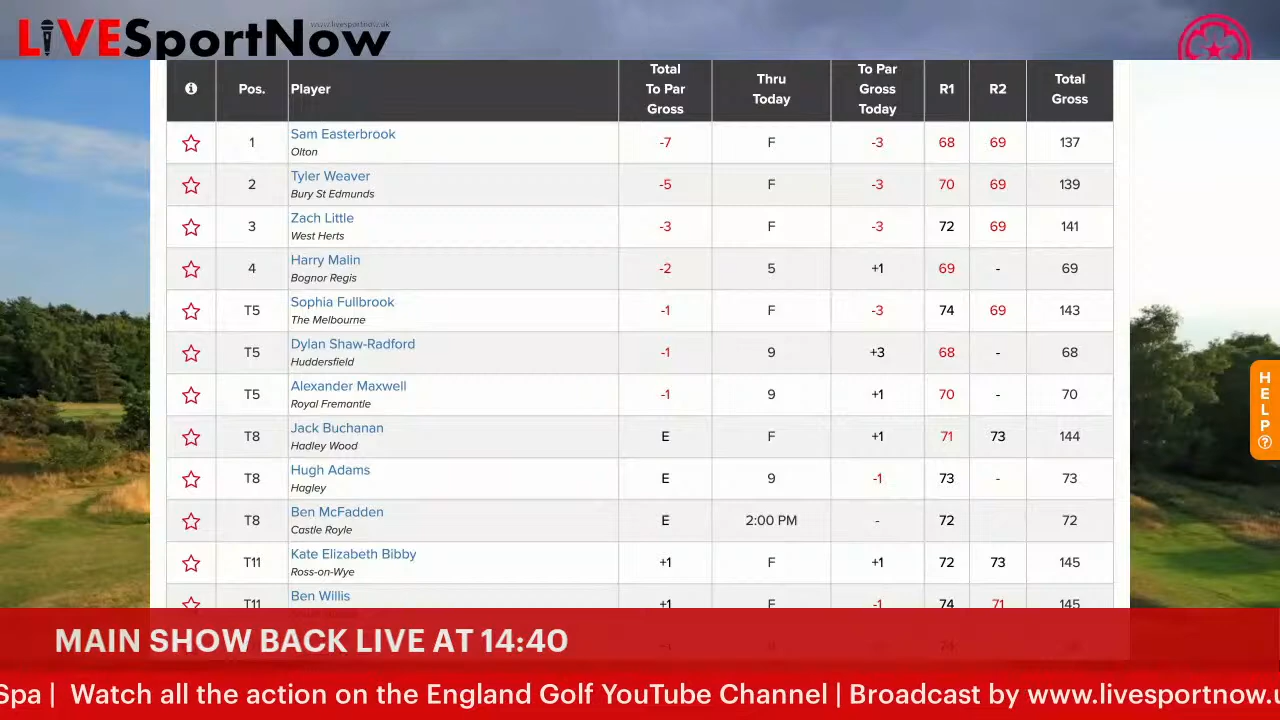 www.livesportnow.uk
LiVESportNow
Pos. Player Total To Par Gross Thru Today To Par Gross Today R1 R2 Total Gross
1 Sam Easterbrook -7 F -3 68 69 137
Olton
2 Tyler Weaver -5 F -3 70 69 139
Bury St Edmunds
3 Zach Little -3 F -3 72 69 141
West Herts
4 Harry Malin -2 5 +1 69 - 69
Bognor Regis
T5 Sophia Fullbrook -1 F -3 74 69 143
The Melbourne
T5 Dylan Shaw-Radford -1 9 +3 68 - 68
Huddersfield
T5 Alexander Maxwell -1 9 +1 70 - 70
Royal Fremantle
T8 Jack Buchanan E F +1 71 73 144
Hadley Wood
T8 Hugh Adams E 9 -1 73 - 73
Hagley
T8 Ben McFadden E 2:00 PM - 72 72
Castle Royle
T11 Kate Elizabeth Bibby +1 F +1 72 73 145
Ross-on-Wye
T11 Ben Willis +1 F -1 74 71 145
HELP?
MAIN SHOW BACK LIVE AT 14:40
Spa | Watch all the action on the England Golf YouTube Channel | Broadcast by www.livesportnow.u